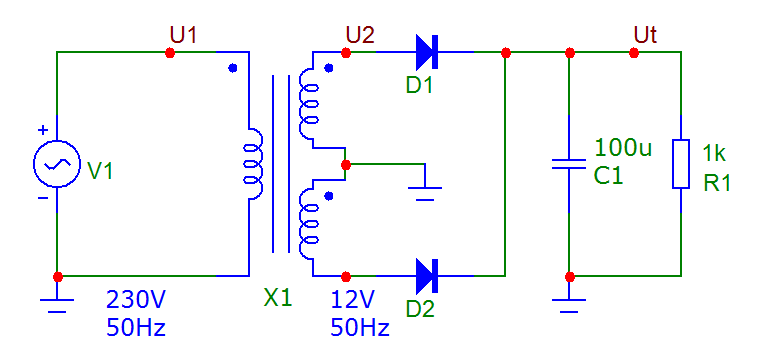 U1
U2
Ut
D1
+
V1
-
100u
C1
1k
R1
X1
230V
50Hz
12V
50Hz
D2